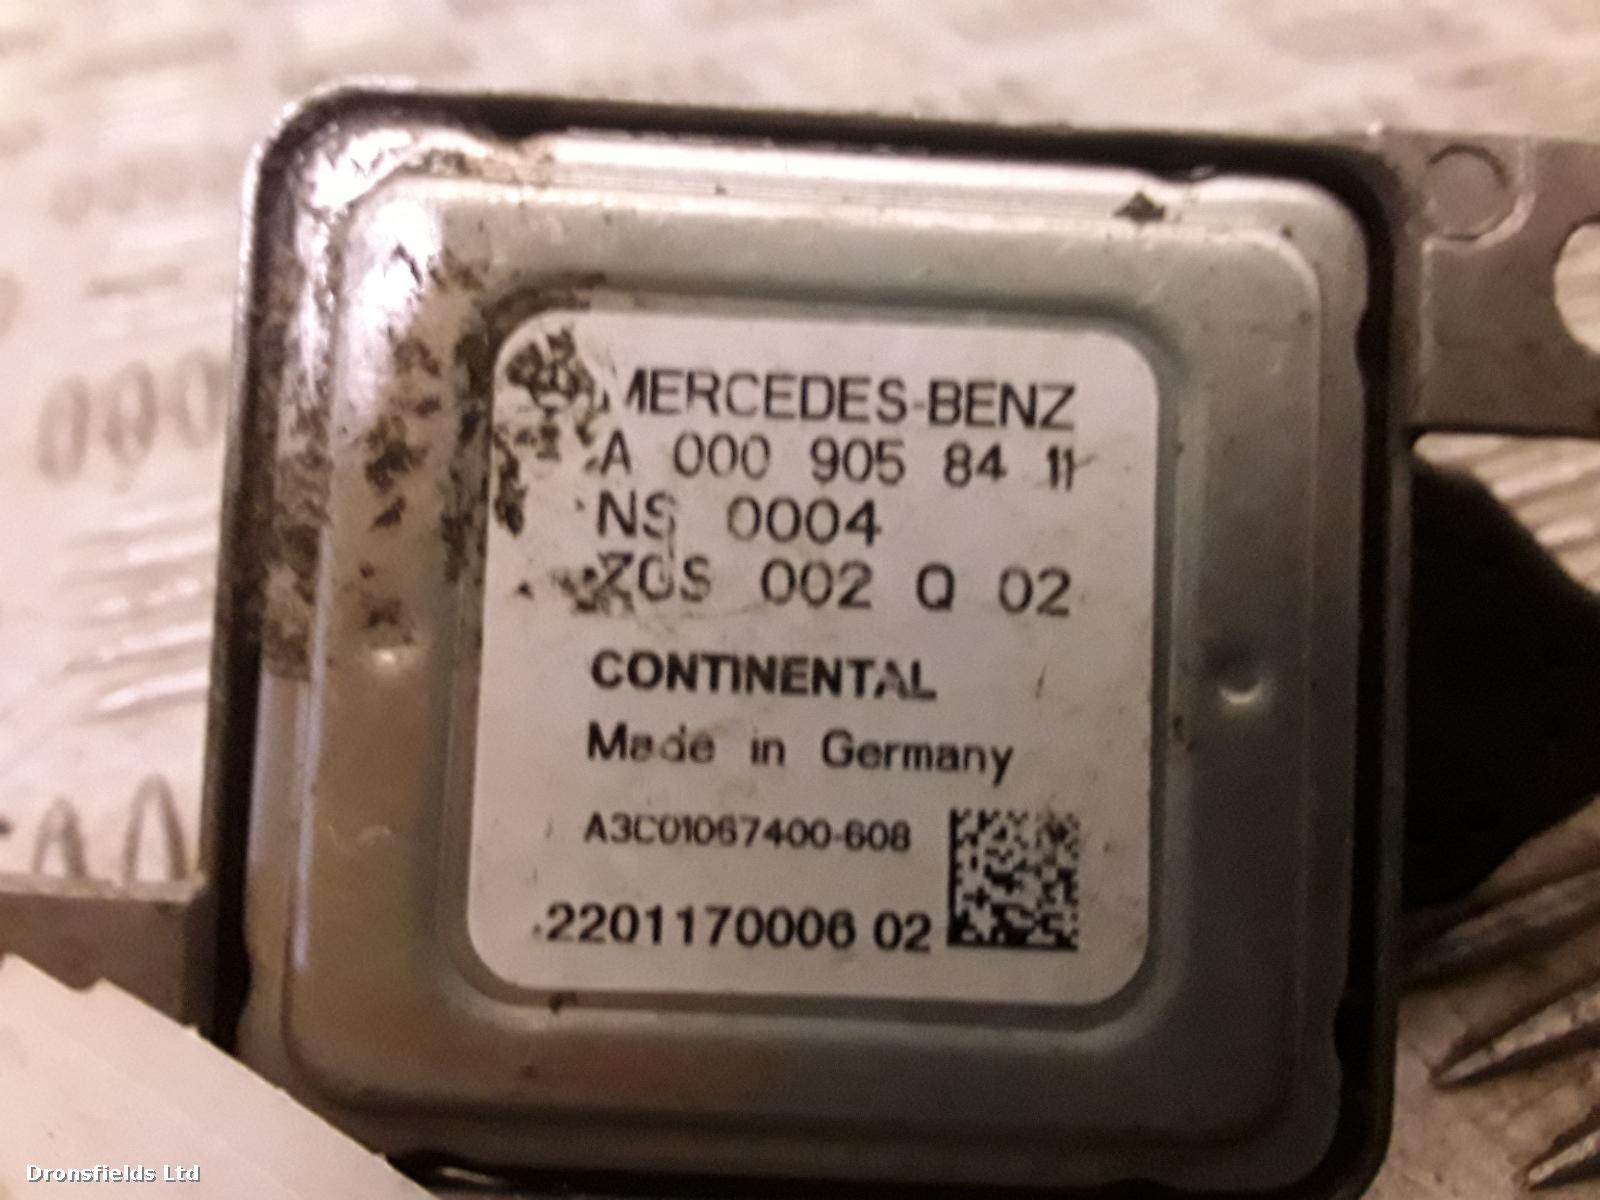 MERCEDES-BENZ
A 000 905 84 11
NS 0004
ZGS 002 Q 02
CONTINENTAL
Made in Germany
A3C01067400-608
2201170006 02
Dronsfields Ltd